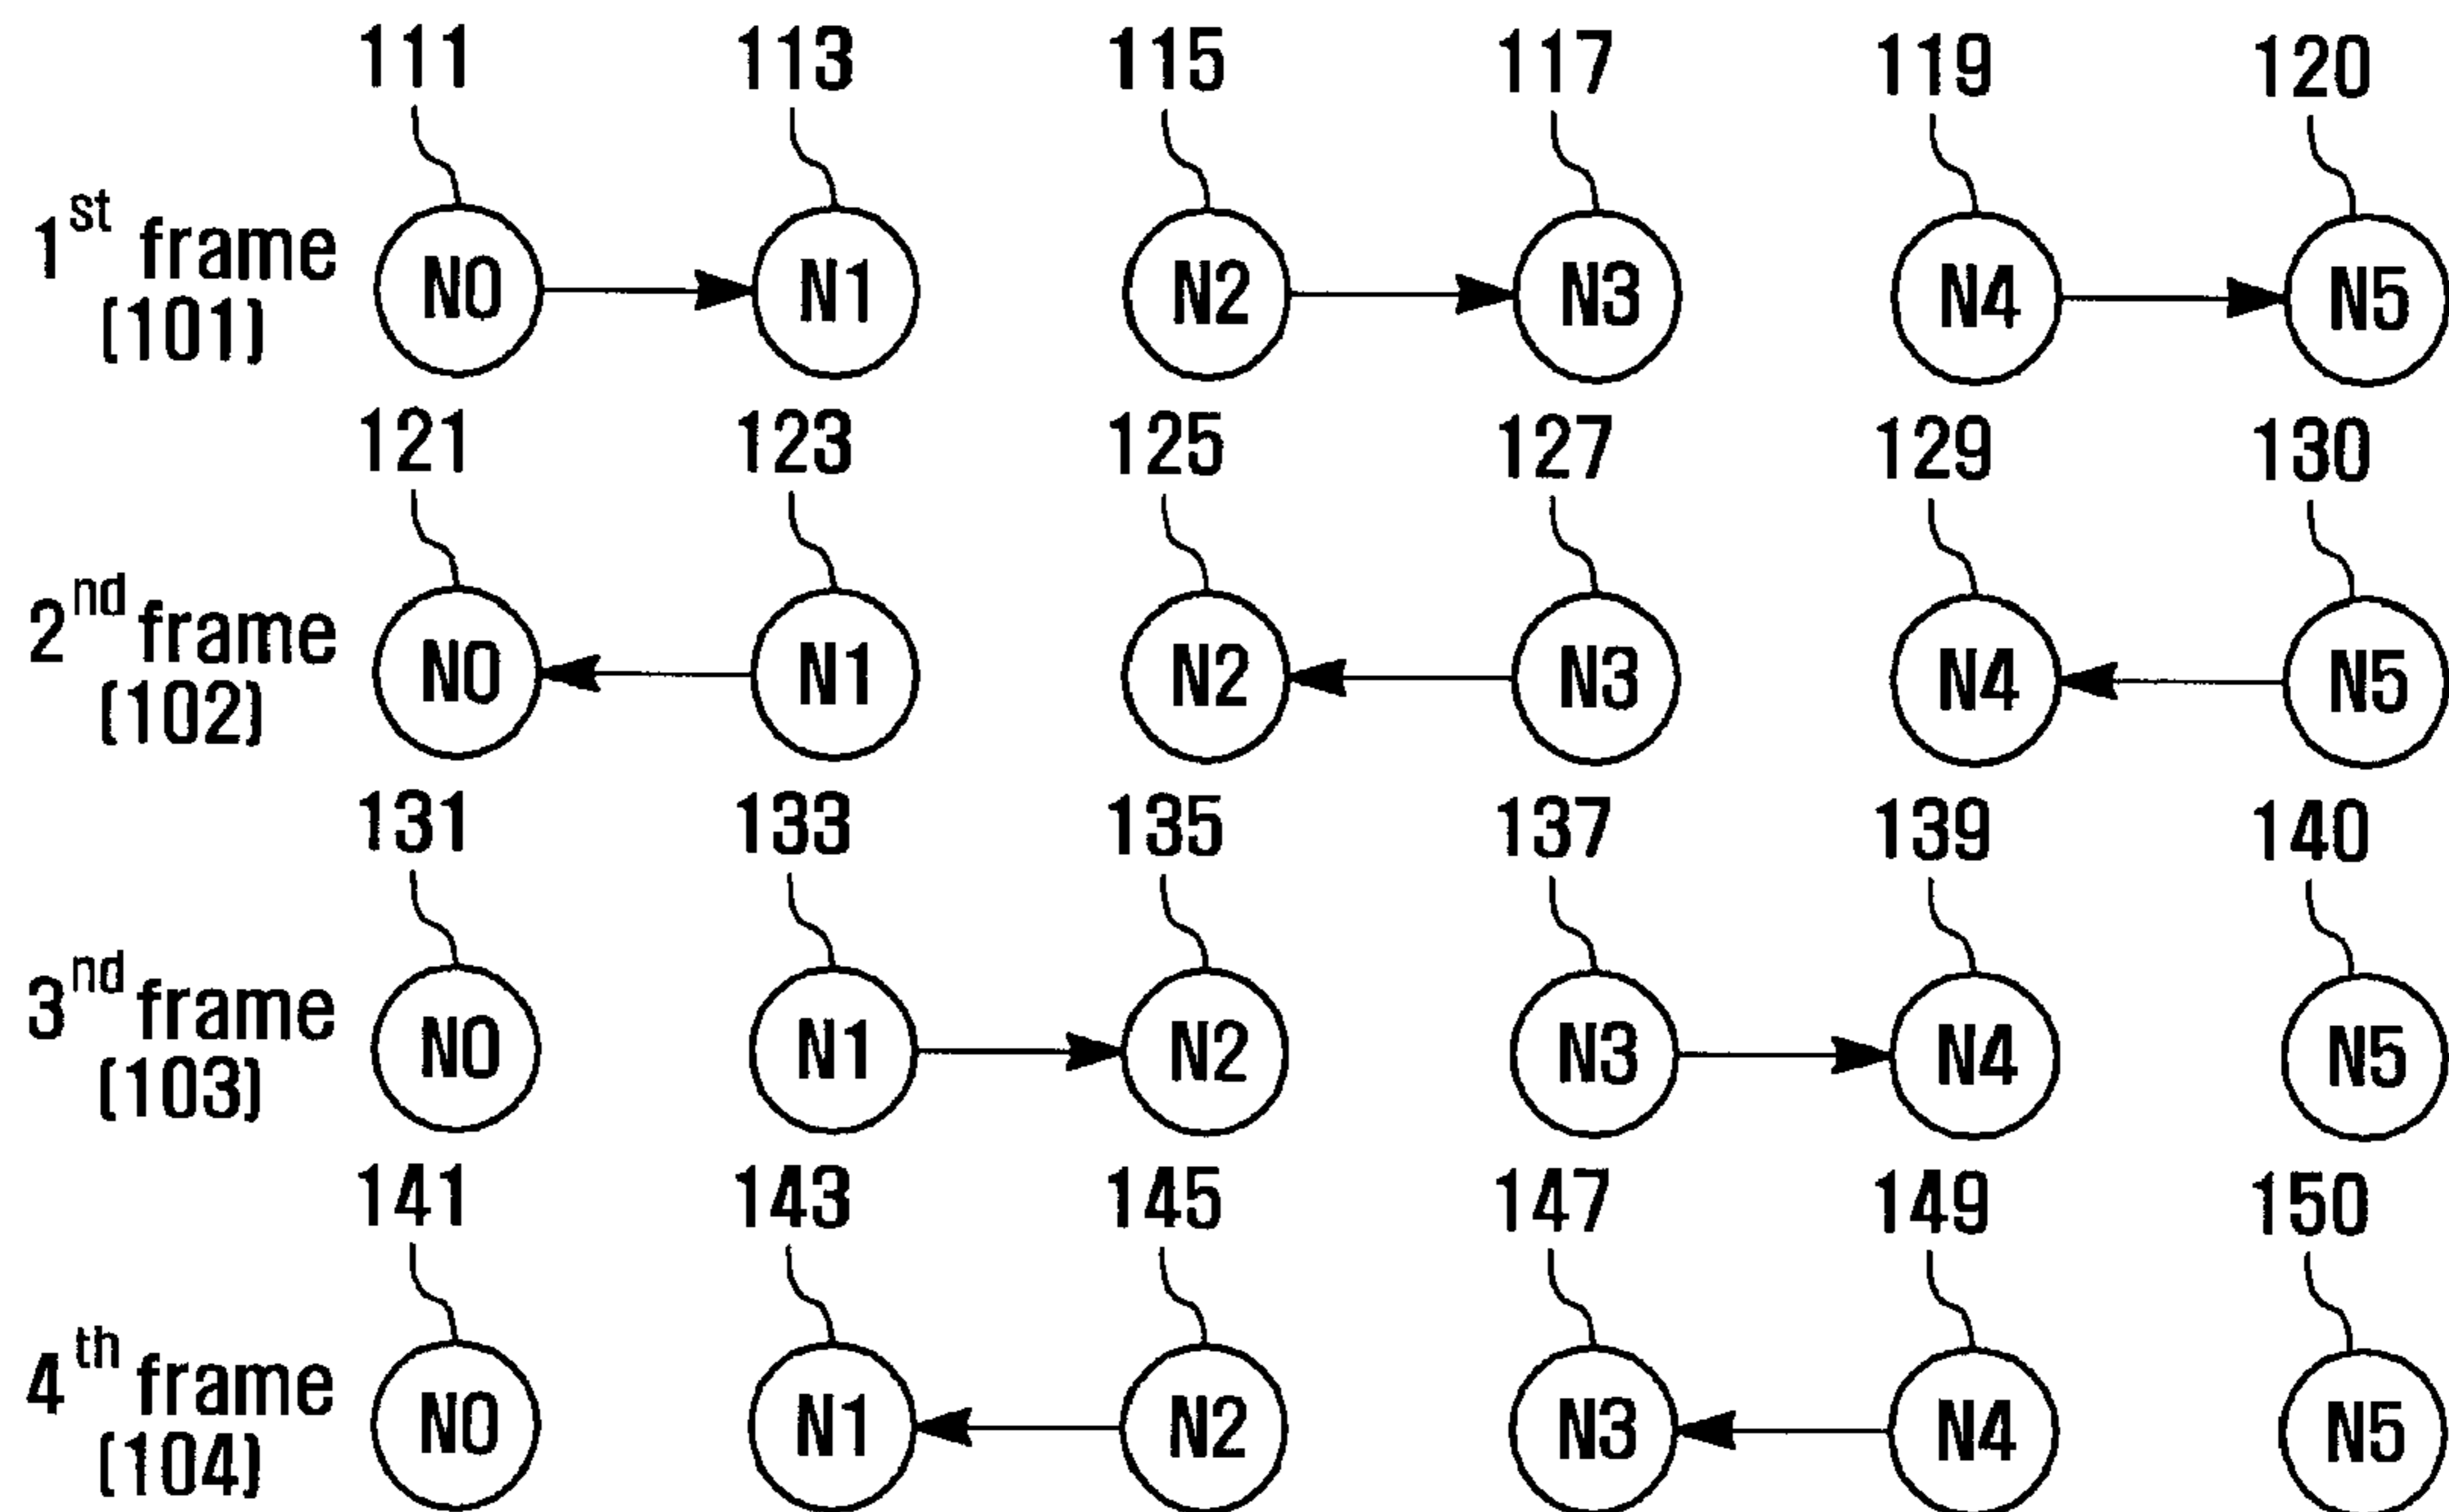 111 113 115 117 119 120
1st frame
(101)
N0 N1 N2 N3 N4 N5
121 123 125 127 129 130
2nd frame
(102)
N0 N1 N2 N3 N4 N5
131 133 135 137 139 140
3nd frame
(103)
N0 N1 N2 N3 N4 N5
141 143 145 147 149 150
4th frame
(104)
N0 N1 N2 N3 N4 N5